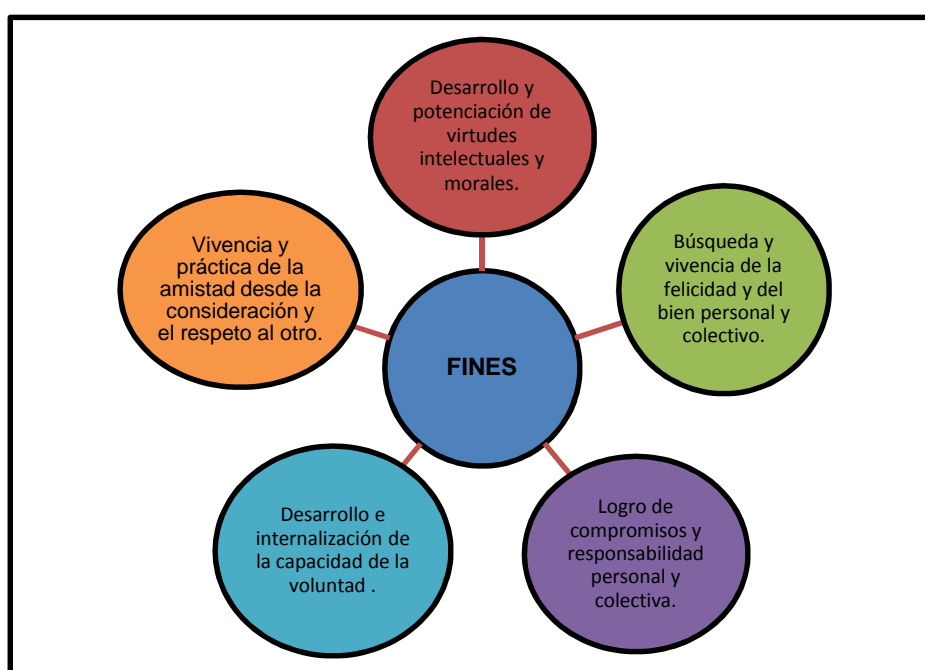 Desarrollo y
potenciación de
virtudes
intelectuales y
morales.
Vivencia y
práctica de la
amistad desde la
consideración y
el respeto al otro.
Búsqueda y
vivencia de la
felicidad y del
bien personal y
colectivo.
FINES
Desarrollo e
internalización de
la capacidad de la
voluntad .
Logro de
compromisos y
responsabilidad
personal y
colectiva.